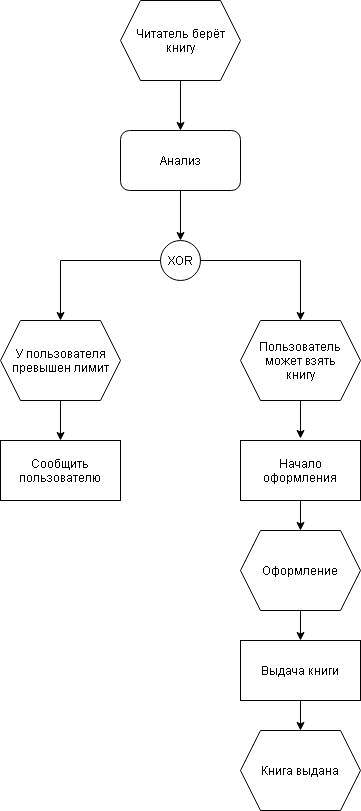 Читатель берёт
книгу
Анализ
XOR
У пользователя
превышен лимит
Пользователь
может взять
книгу
Сообщить
пользователю
Начало
оформления
Оформление
Выдача книги
Книга выдана